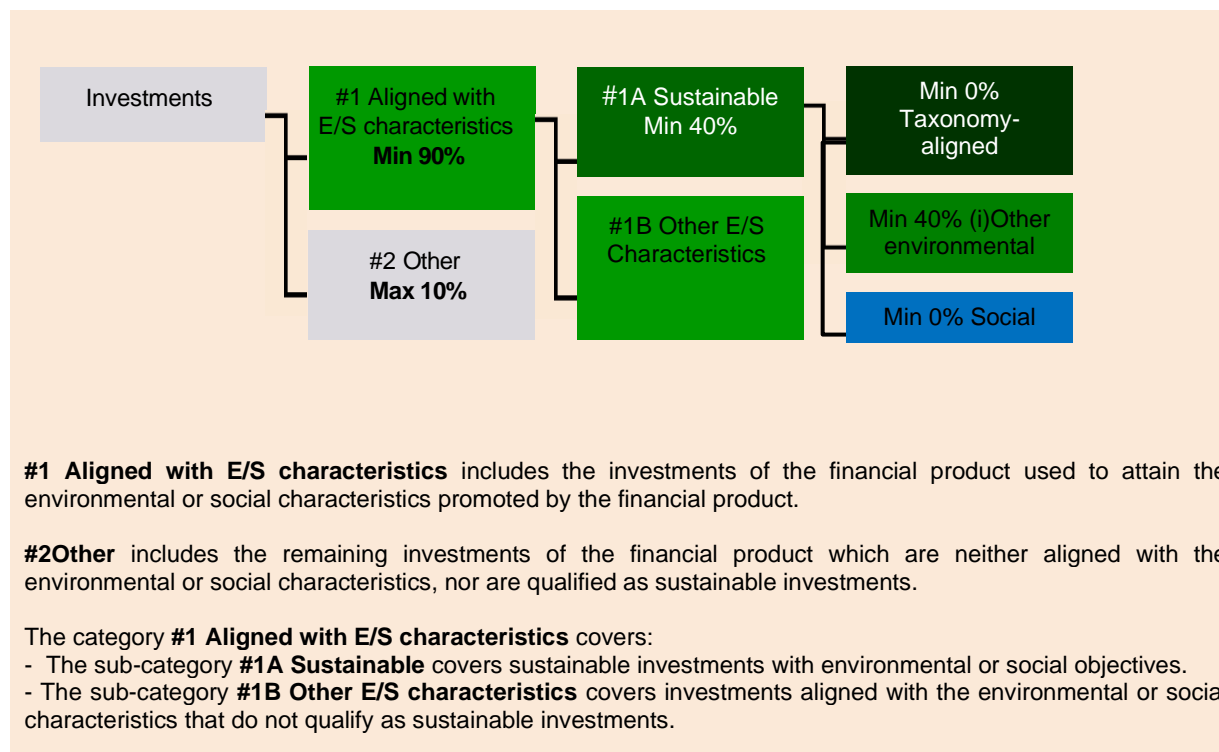 Investments
#1 Aligned with
E/S characteristics
Min 90%
#2 Other
Max 10%
#1A Sustainable
Min 40%
#1B Other E/S
Characteristics
Min 0%
Taxonomy-
aligned
Min 40% (i)Other
environmental
Min 0% Social
#1 Aligned with E/S characteristics includes the investments of the financial product used to attain the
environmental or social characteristics promoted by the financial product.
#2Other includes the remaining investments of the financial product which are neither aligned with the
environmental or social characteristics, nor are qualified as sustainable investments.
The category #1 Aligned with E/S characteristics covers:
- The sub-category #1A Sustainable covers sustainable investments with environmental or social objectives.
- The sub-category #1B Other E/S characteristics covers investments aligned with the environmental or social
characteristics that do not qualify as sustainable investments.